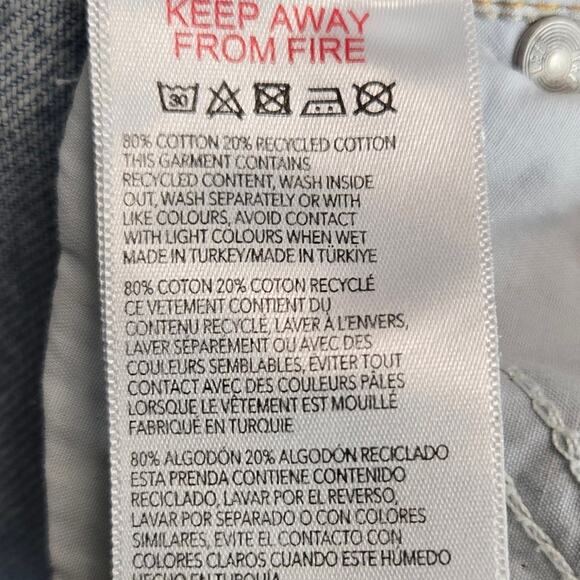 KEEP AWAY
FROM FIRE
30
80% COTTON 20% RECYCLED COTTON
THIS GARMENT CONTAINS
RECYCLED CONTENT, WASH INSIDE
OUT, WASH SEPARATELY OR WITH
LIKE COLOURS, AVOID CONTACT
WITH LIGHT COLOURS WHEN WET
MADE IN TURKEY/MADE IN TÜRKIYE
80% COTON 20% COTON RECYCLÉ
CE VETEMENT CONTIENT DU
CONTENU RECYCLÉ, LAVER À L'ENVERS,
LAVER SEPAREMENT OU AVEC DES
COULEURS SEMBLABLES, EVITER TOUT
CONTACT AVEC DES COULEURS PÂLES
LORSQUE LE VÊTEMENT EST MOUILLÉ
FABRIQUÉ EN TURQUIE
80% ALGODÓN 20% ALGODÓN RECICLADO
ESTA PRENDA CONTIENE CONTENIDO
RECICLADO, LAVAR POR EL REVERSO,
LAVAR POR SEPARADO O CON COLORES
SIMILARES, EVITE EL CONTACTO CON
COLORES CLAROS CUANDO ESTE HÚMEDO
HECHO EN TURQUÍA